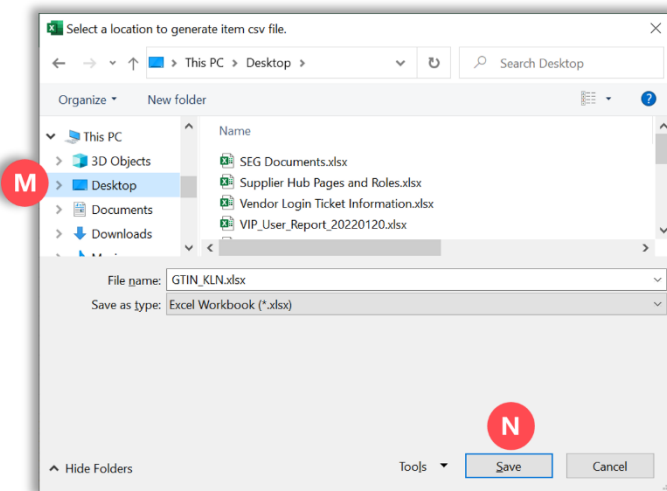 Select a location to generate item csv file.
This PC > Desktop >
Search Desktop
Organize
New folder
This PC
3D Objects
M
Desktop
Documents
Downloads
Name
SEG Documents.xlsx
Supplier Hub Pages and Roles.xlsx
Vendor Login Ticket Information.xlsx
VIP_User_Report_20220120.xlsx
File name: GTIN_KLN.xlsx
Save as type: Excel Workbook (*.xlsx)
N
Hide Folders
Tools
Save
Cancel